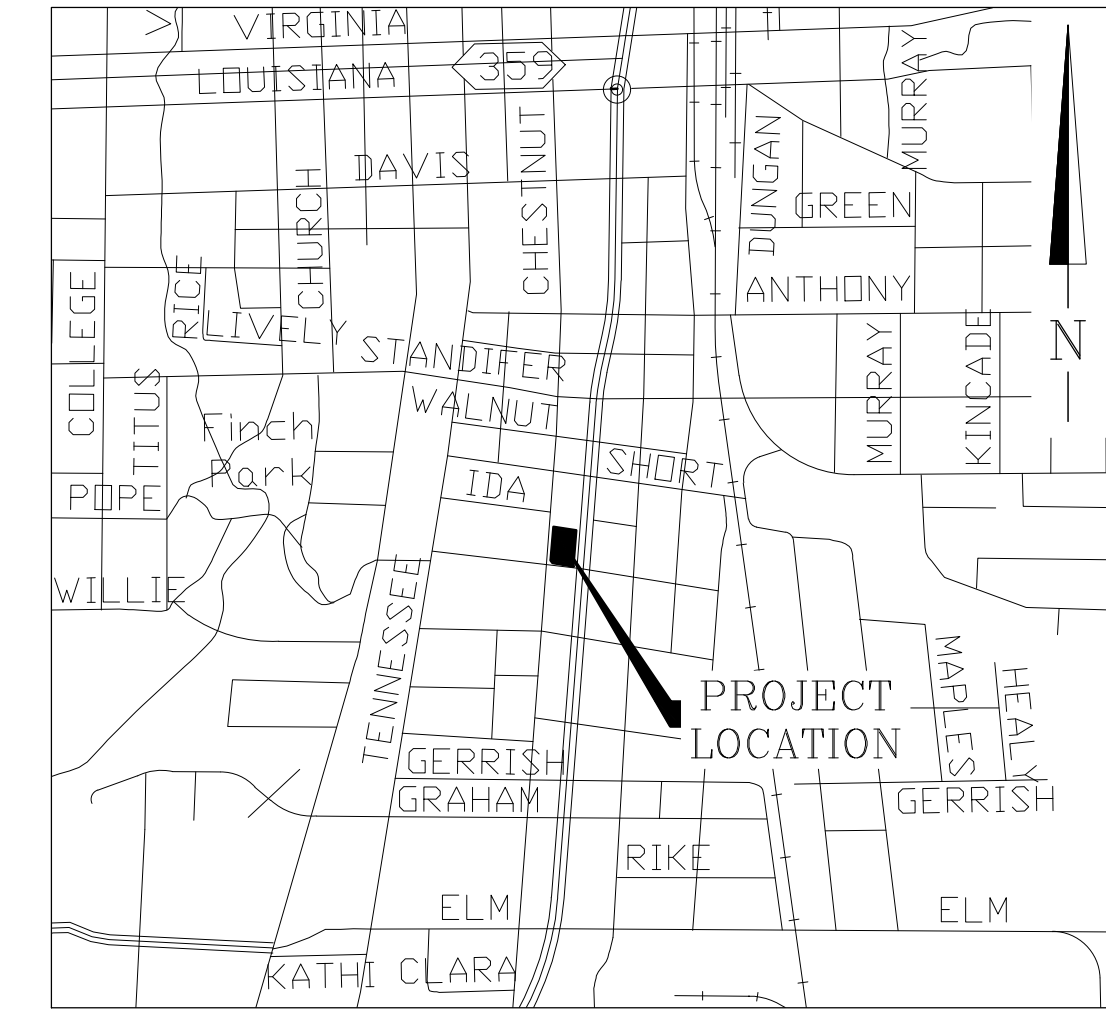 VIRGINIA
LOUISIANA
359
MURRAY
CHESTNUT
DUNGAN
DAVIS
CHURCH
GREEN
RICE
COLLEGE
ANTHONY
LIVELY
STANDIFER
N
MURRAY
KINCADE
TITUS
WALNUT
Finch
Park
SHORT
POPE
IDA
WILLIE
TENNESSEE
MAPLES
HEALY
PROJECT
LOCATION
GERRISH
GRAHAM
GERRISH
RIKE
ELM
ELM
KATHI
CLARA